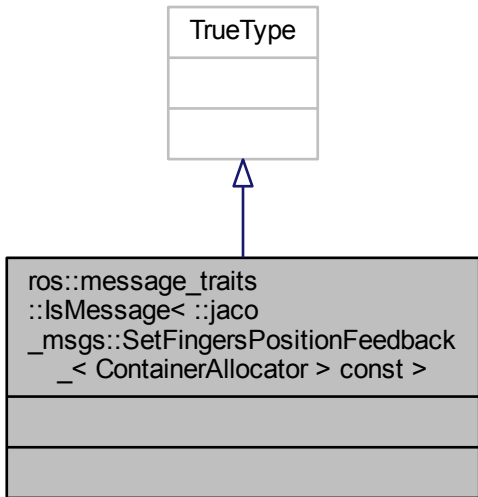 TrueType
ros::message_traits
::IsMessage< ::jaco
_msgs::SetFingersPositionFeedback
_< ContainerAllocator > const >